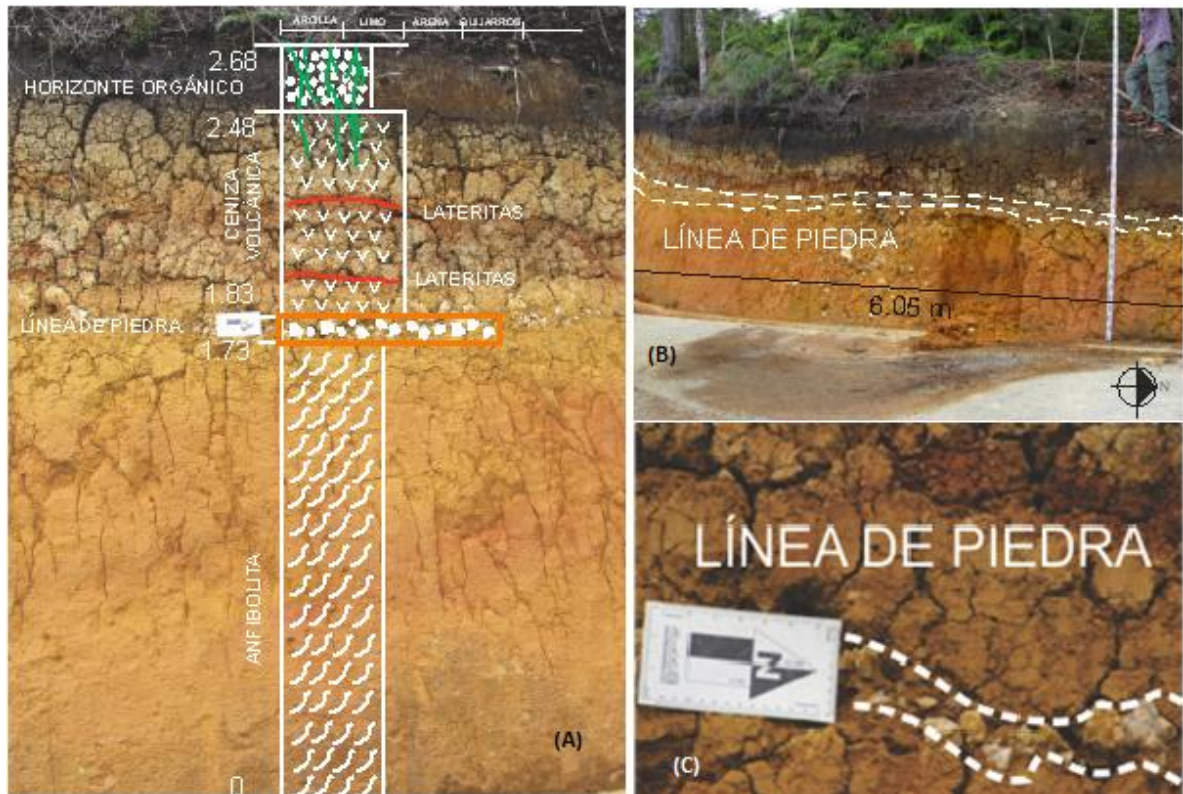 ARCILLA LIMO ARENA GUIJARROS
2.68
HORIZONTE ORGÁNICO
2.48
CENIZA
VOLCÁNICA
LATERITAS
LATERITAS
1.83
LÍNEA DE PIEDRA
1.73
ANFIBOLITA
0
(A)
LÍNEA DE PIEDRA
6.05 m
(B)
N
LÍNEA DE PIEDRA
N
(C)